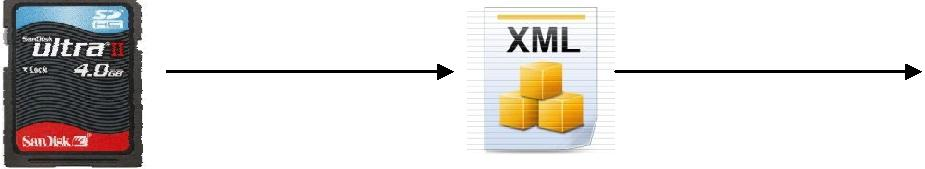 SD
HC
SanDisk
ultra II
Lock 4.0GB
SanDisk
XML